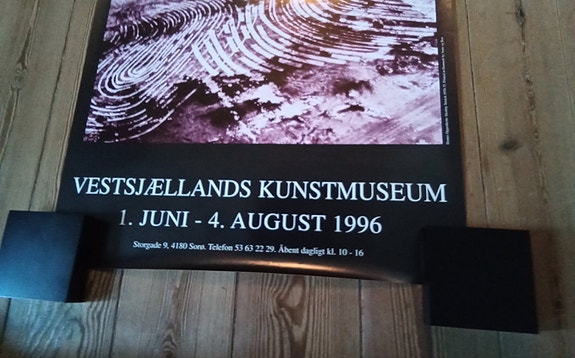 VESTSJÆLLANDS KUNSTMUSEUM
1. JUNI - 4. AUGUST 1996
Storgade 9, 4180 Sorø. Telefon 53 63 22 29. Åbent dagligt kl. 10 - 16